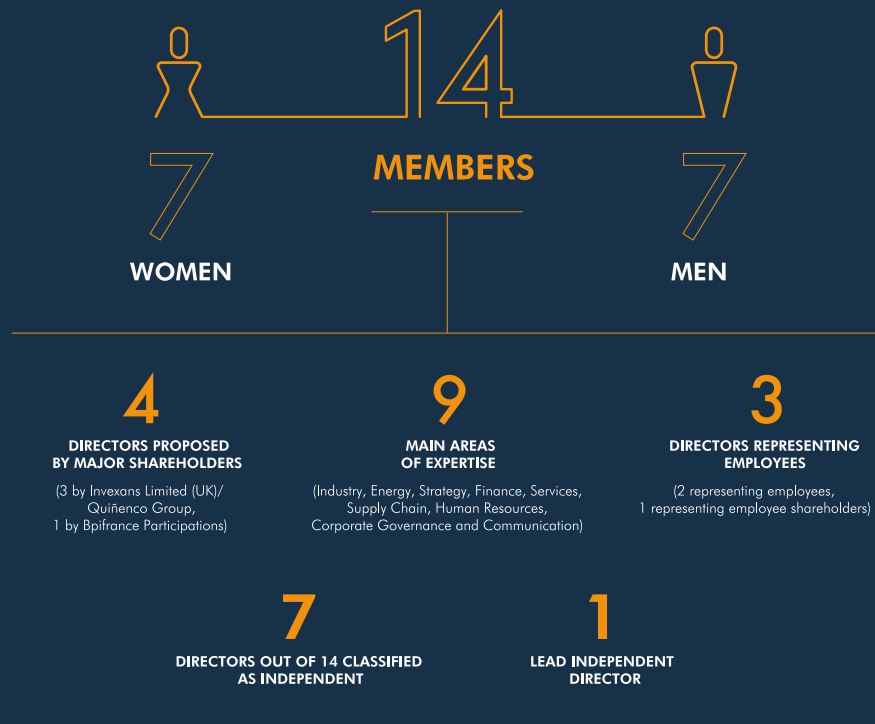 14
7
MEMBERS
7
WOMEN
MEN
4
DIRECTORS PROPOSED
BY MAJOR SHAREHOLDERS
(3 by Invexans Limited (UK)/
Quiñenco Group,
1 by Bpifrance Participations)
9
MAIN AREAS
OF EXPERTISE
(Industry, Energy, Strategy, Finance, Services,
Supply Chain, Human Resources,
Corporate Governance and Communication)
3
DIRECTORS REPRESENTING
EMPLOYEES
(2 representing employees,
1 representing employee shareholders)
7
DIRECTORS OUT OF 14 CLASSIFIED
AS INDEPENDENT
1
LEAD INDEPENDENT
DIRECTOR